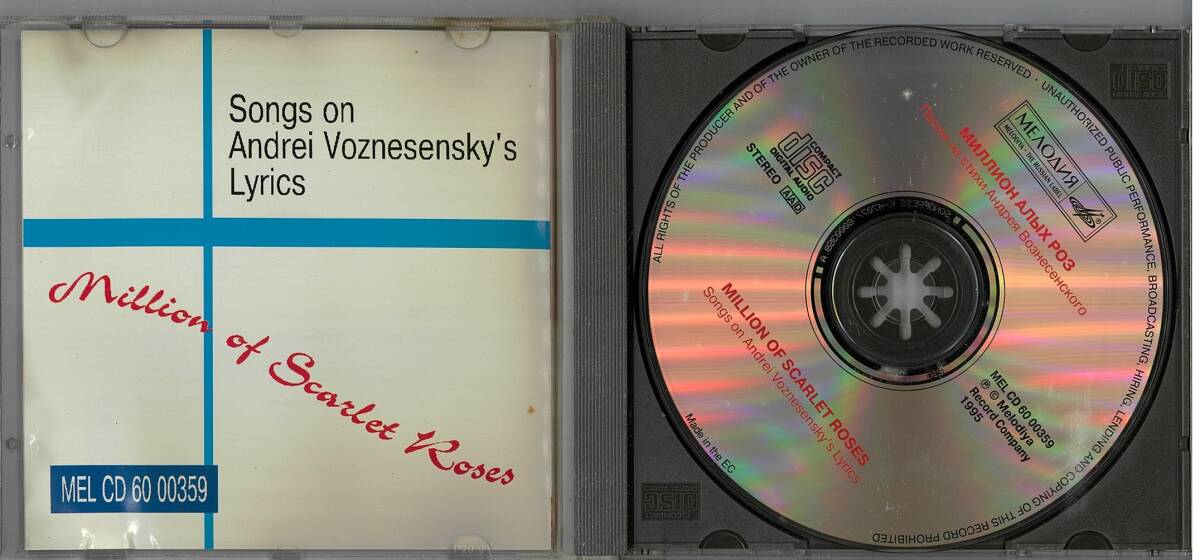 Songs on
Andrei Voznesensky's
Lyrics
Million of Scarlet Roses
MEL CD 60 00359
ALL RIGHTS OF THE PRODUCER AND OF THE OWNER OF THE RECORDED WORK RESERVED · UNAUTHORIZED PUBLIC PERFORMANCE, BROADCASTING, HIRING, LENDING AND COPYING OF THIS RECORD PROHIBITED
COMPACT
disc
DIGITAL AUDIO
STEREO AAD
МЕЛОДИЯ
MELODIYA · THE RUSSIAN LABEL
МИЛЛИОН АЛЫХ РОЗ
Песни на стихи Андрея Вознесенского
MILLION OF SCARLET ROSES
Songs on Andrei Voznesensky's Lyrics
MEL CD 60 00359
℗ © Melodiya
Record Company
1995
Made in the EC